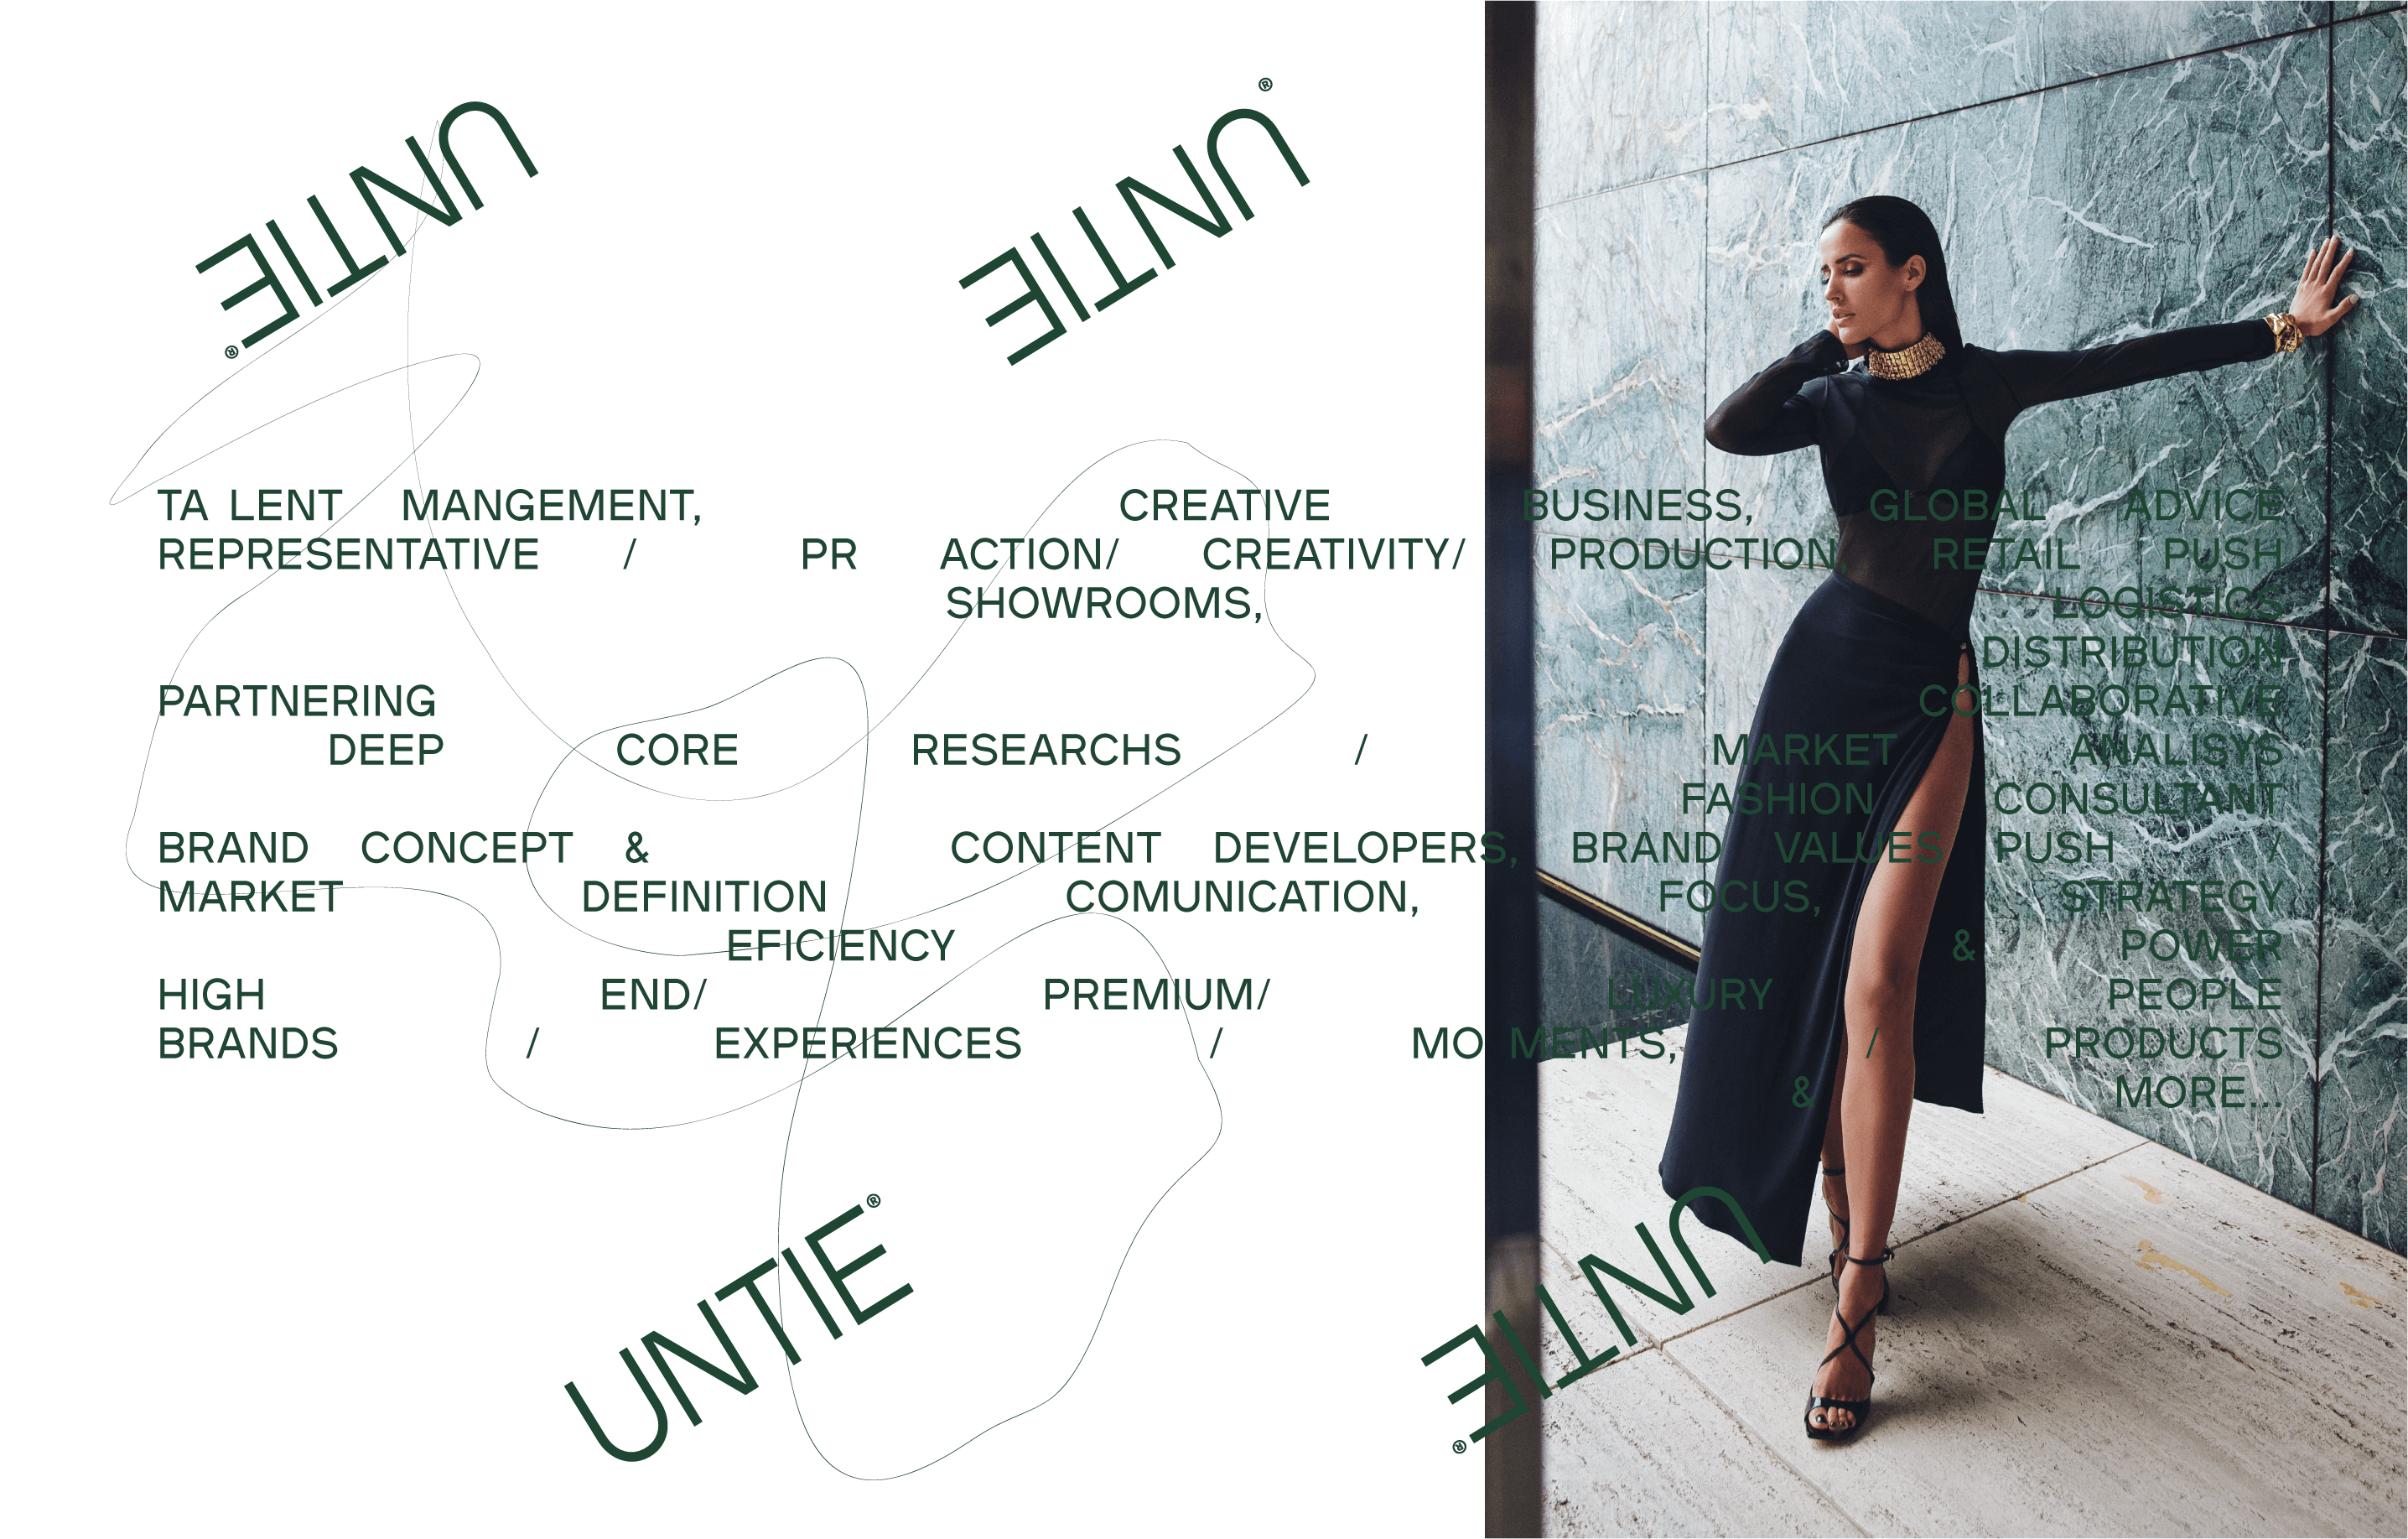 UNTIE®
UNTIE®
TA LENT MANGEMENT, CREATIVE BUSINESS, GLOBAL ADVICE
REPRESENTATIVE / PR ACTION/ CREATIVITY/ PRODUCTION, RETAIL PUSH
SHOWROOMS, LOGISTICS
DISTRIBUTION
PARTNERING COLLABORATIVE
DEEP CORE RESEARCHS / MARKET ANALISYS
FASHION CONSULTANT
BRAND CONCEPT & CONTENT DEVELOPERS, BRAND VALUES PUSH /
MARKET DEFINITION COMUNICATION, FOCUS, STRATEGY
EFICIENCY & POWER
HIGH END/ PREMIUM/ LUXURY PEOPLE
BRANDS / EXPERIENCES / MO MENTS, / PRODUCTS
& MORE...
UNTIE®
UNTIE®